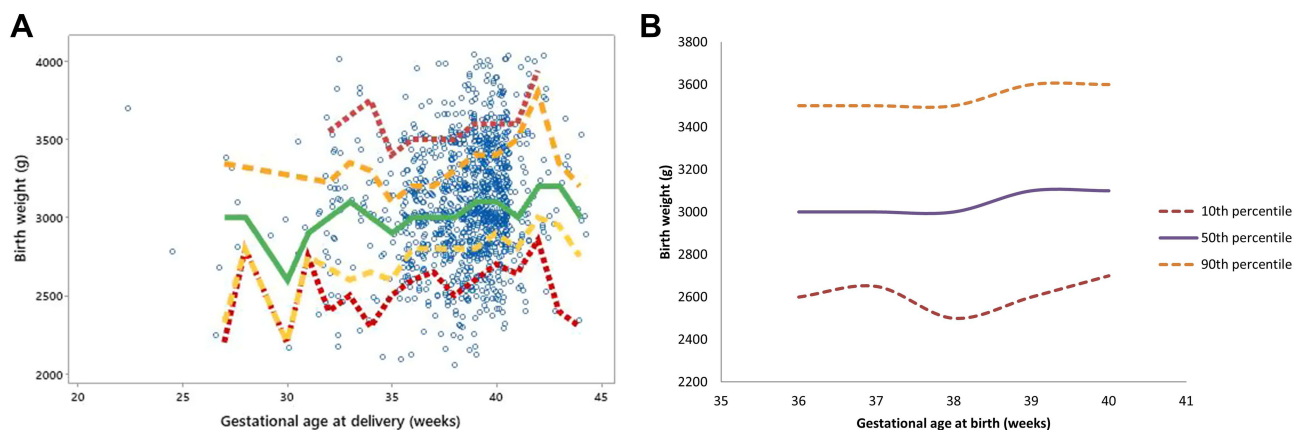 A
Birth weight (g)
4000
3500
3000
2500
2000
20 25 30 35 40 45
Gestational age at delivery (weeks)
B
Birth weight (g)
3800
3600
3400
3200
3000
2800
2600
2400
2200
35 36 37 38 39 40 41
Gestational age at birth (weeks)
10th percentile
50th percentile
90th percentile